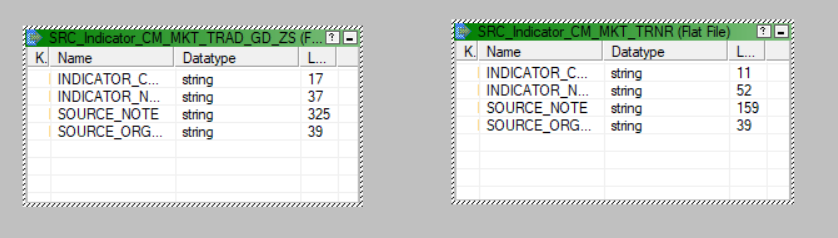 SRC_Indicator_CM_MKT_TRAD_GD_ZS (F... ?
K. Name Datatype L...
INDICATOR_C... string 17
INDICATOR_N... string 37
SOURCE_NOTE string 325
SOURCE_ORG... string 39
SRC_Indicator_CM_MKT_TRNR (Flat File) ?
K. Name Datatype L...
INDICATOR_C... string 11
INDICATOR_N... string 52
SOURCE_NOTE string 159
SOURCE_ORG... string 39